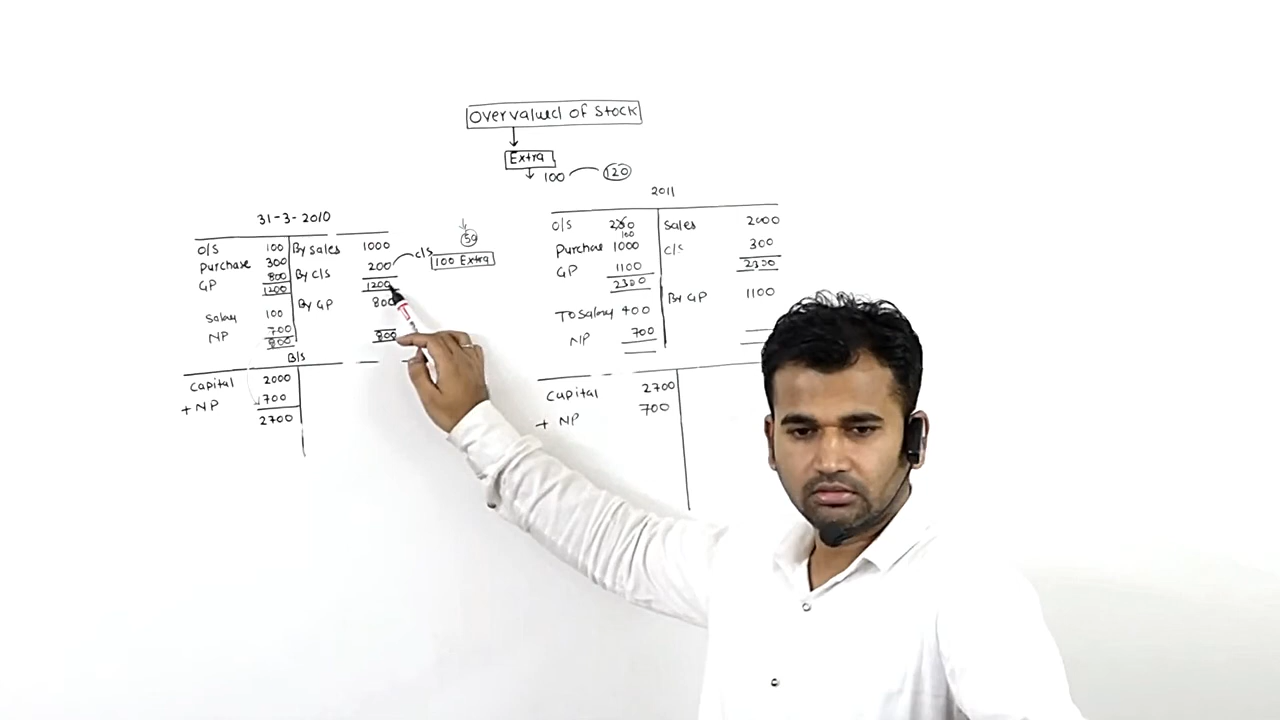 Overvalued of Stock
Extra
100 120
31-3-2010
O/S 100 By Sales 1000
Purchase 300
GP 800 By C/S 200
1200 1200
C/S
100 Extra
By GP 800
Salary 100
NP 700
800 800
B/S
Capital 2000
+ NP 700
2700
2011
O/S 100 Sales 2000
Purchase 1000 C/S 300
GP 1100 2300
2300
By GP 1100
To Salary 400
NP 700
Capital 2700
+ NP 700